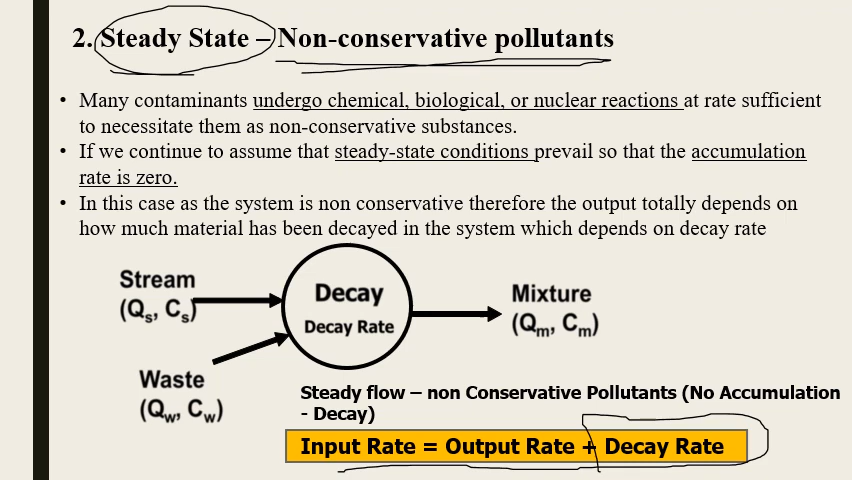 2. Steady State – Non-conservative pollutants
• Many contaminants undergo chemical, biological, or nuclear reactions at rate sufficient
to necessitate them as non-conservative substances.
• If we continue to assume that steady-state conditions prevail so that the accumulation
rate is zero.
• In this case as the system is non conservative therefore the output totally depends on
how much material has been decayed in the system which depends on decay rate
Stream
(Qs, Cs)
Decay
Decay Rate
Mixture
(Qm, Cm)
Waste
(Qw, Cw)
Steady flow – non Conservative Pollutants (No Accumulation
- Decay)
Input Rate = Output Rate + Decay Rate